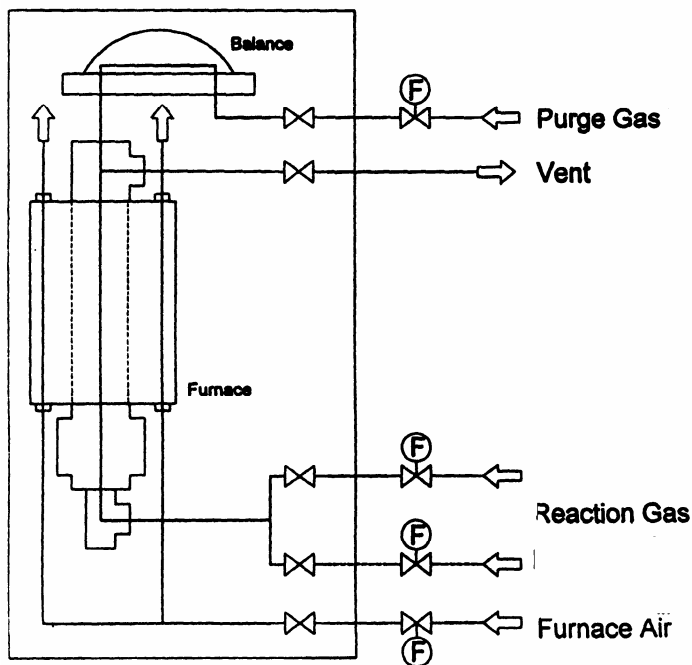 Balance
F
Purge Gas
Vent
Furnace
F
Reaction Gas
F
Furnace Air
F